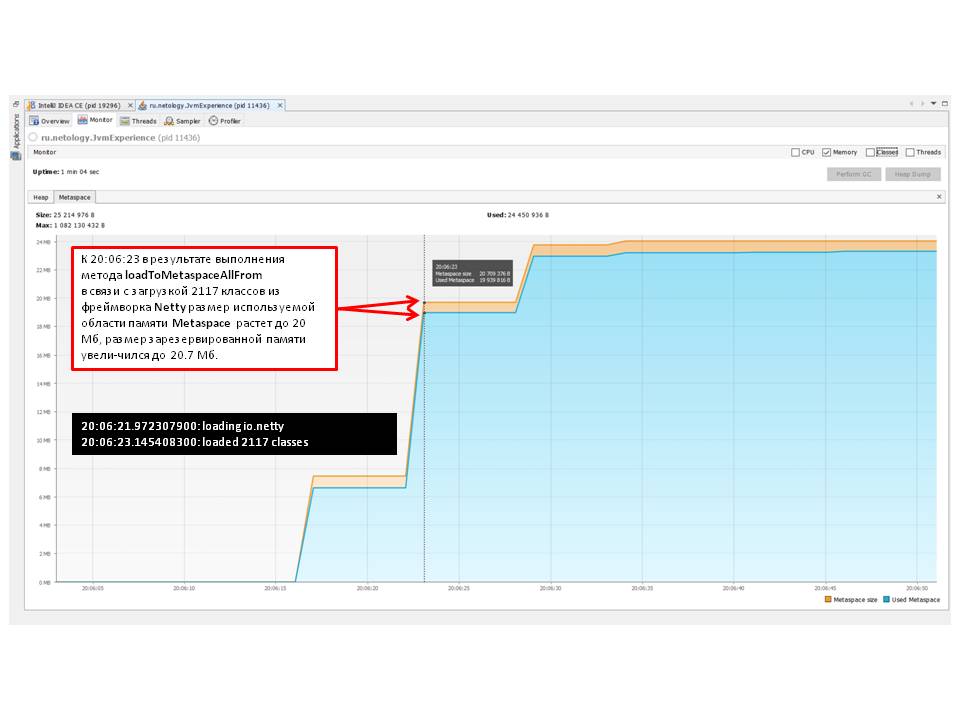 IntelliJ IDEA CE (pid 19296) ru.netology.JvmExperience (pid 11436)
Applications
Overview Monitor Threads Sampler Profiler
ru.netology.JvmExperience (pid 11436)
Monitor CPU Memory Classes Threads
Uptime: 1 min 04 sec Perform GC Heap Dump
Heap Metaspace
Size: 25 214 976 B Used: 24 450 936 B
Max: 1 082 130 432 B
24 MB
22 MB
20 MB
18 MB
16 MB
14 MB
12 MB
10 MB
8 MB
6 MB
4 MB
2 MB
0 MB
К 20:06:23 в результате выполнения
метода loadToMetaspaceAllFrom
в связи с загрузкой 2117 классов из
фреймворка Netty размер используемой
области памяти Metaspace растет до 20
Мб, размер зарезервированной памяти
увели-чился до 20.7 Мб.
20:06:23
Metaspace size 20 709 376 B
Used Metaspace 19 939 816 B
20:06:21.972307900: loading io.netty
20:06:23.145408300: loaded 2117 classes
20:06:05 20:06:10 20:06:15 20:06:20 20:06:25 20:06:30 20:06:35 20:06:40 20:06:45 20:06:50
Metaspace size Used Metaspace